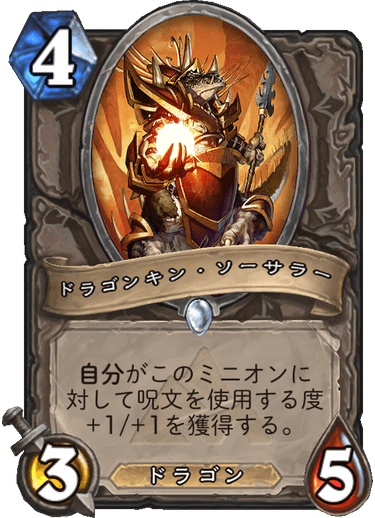 4
ドラゴンキン・ソーサラー
自分がこのミニオンに
対して呪文を使用する度
+1/+1を獲得する。
ドラゴン
3
5